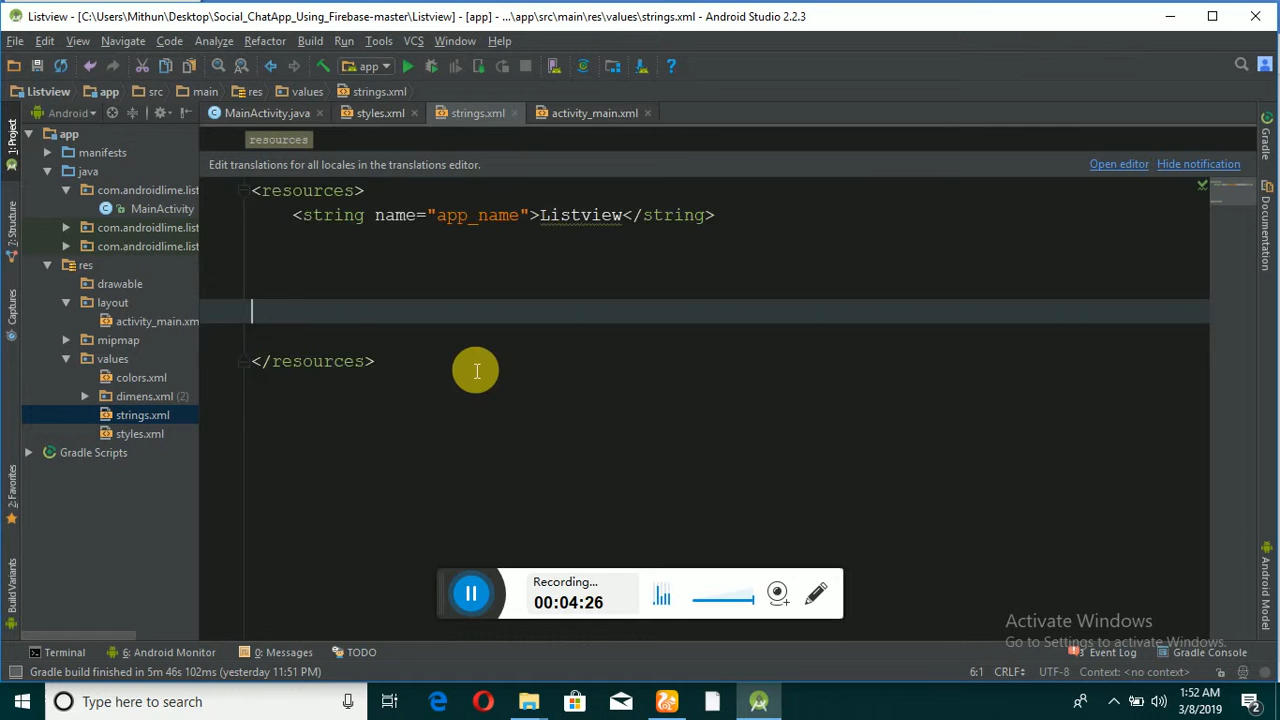 Listview - [C:\Users\Mithun\Desktop\Social_ChatApp_Using_Firebase-master\Listview] - [app] - ...\app\src\main\res\values\strings.xml - Android Studio 2.2.3
File Edit View Navigate Code Analyze Refactor Build Run Tools VCS Window Help
app
Listview app src main res values strings.xml
Android MainActivity.java styles.xml strings.xml activity_main.xml
1: Project
7: Structure
Captures
2: Favorites
Build Variants
app
manifests
java
com.androidlime.list
MainActivity
com.androidlime.list
com.androidlime.list
res
drawable
layout
activity_main.xm
mipmap
values
colors.xml
dimens.xml (2)
strings.xml
styles.xml
Gradle Scripts
resources
Edit translations for all locales in the translations editor. Open editor Hide notification
<resources>
<string name="app_name">Listview</string>
</resources>
Gradle
Documentation
Android Model
Recording...
00:04:26
Activate Windows
Go to Settings to activate Windows.
Terminal 6: Android Monitor 0: Messages TODO 3 Event Log Gradle Console
Gradle build finished in 5m 46s 102ms (yesterday 11:51 PM) 6:1 CRLF UTF-8 Context: <no context>
Type here to search
1:52 AM
3/8/2019
2